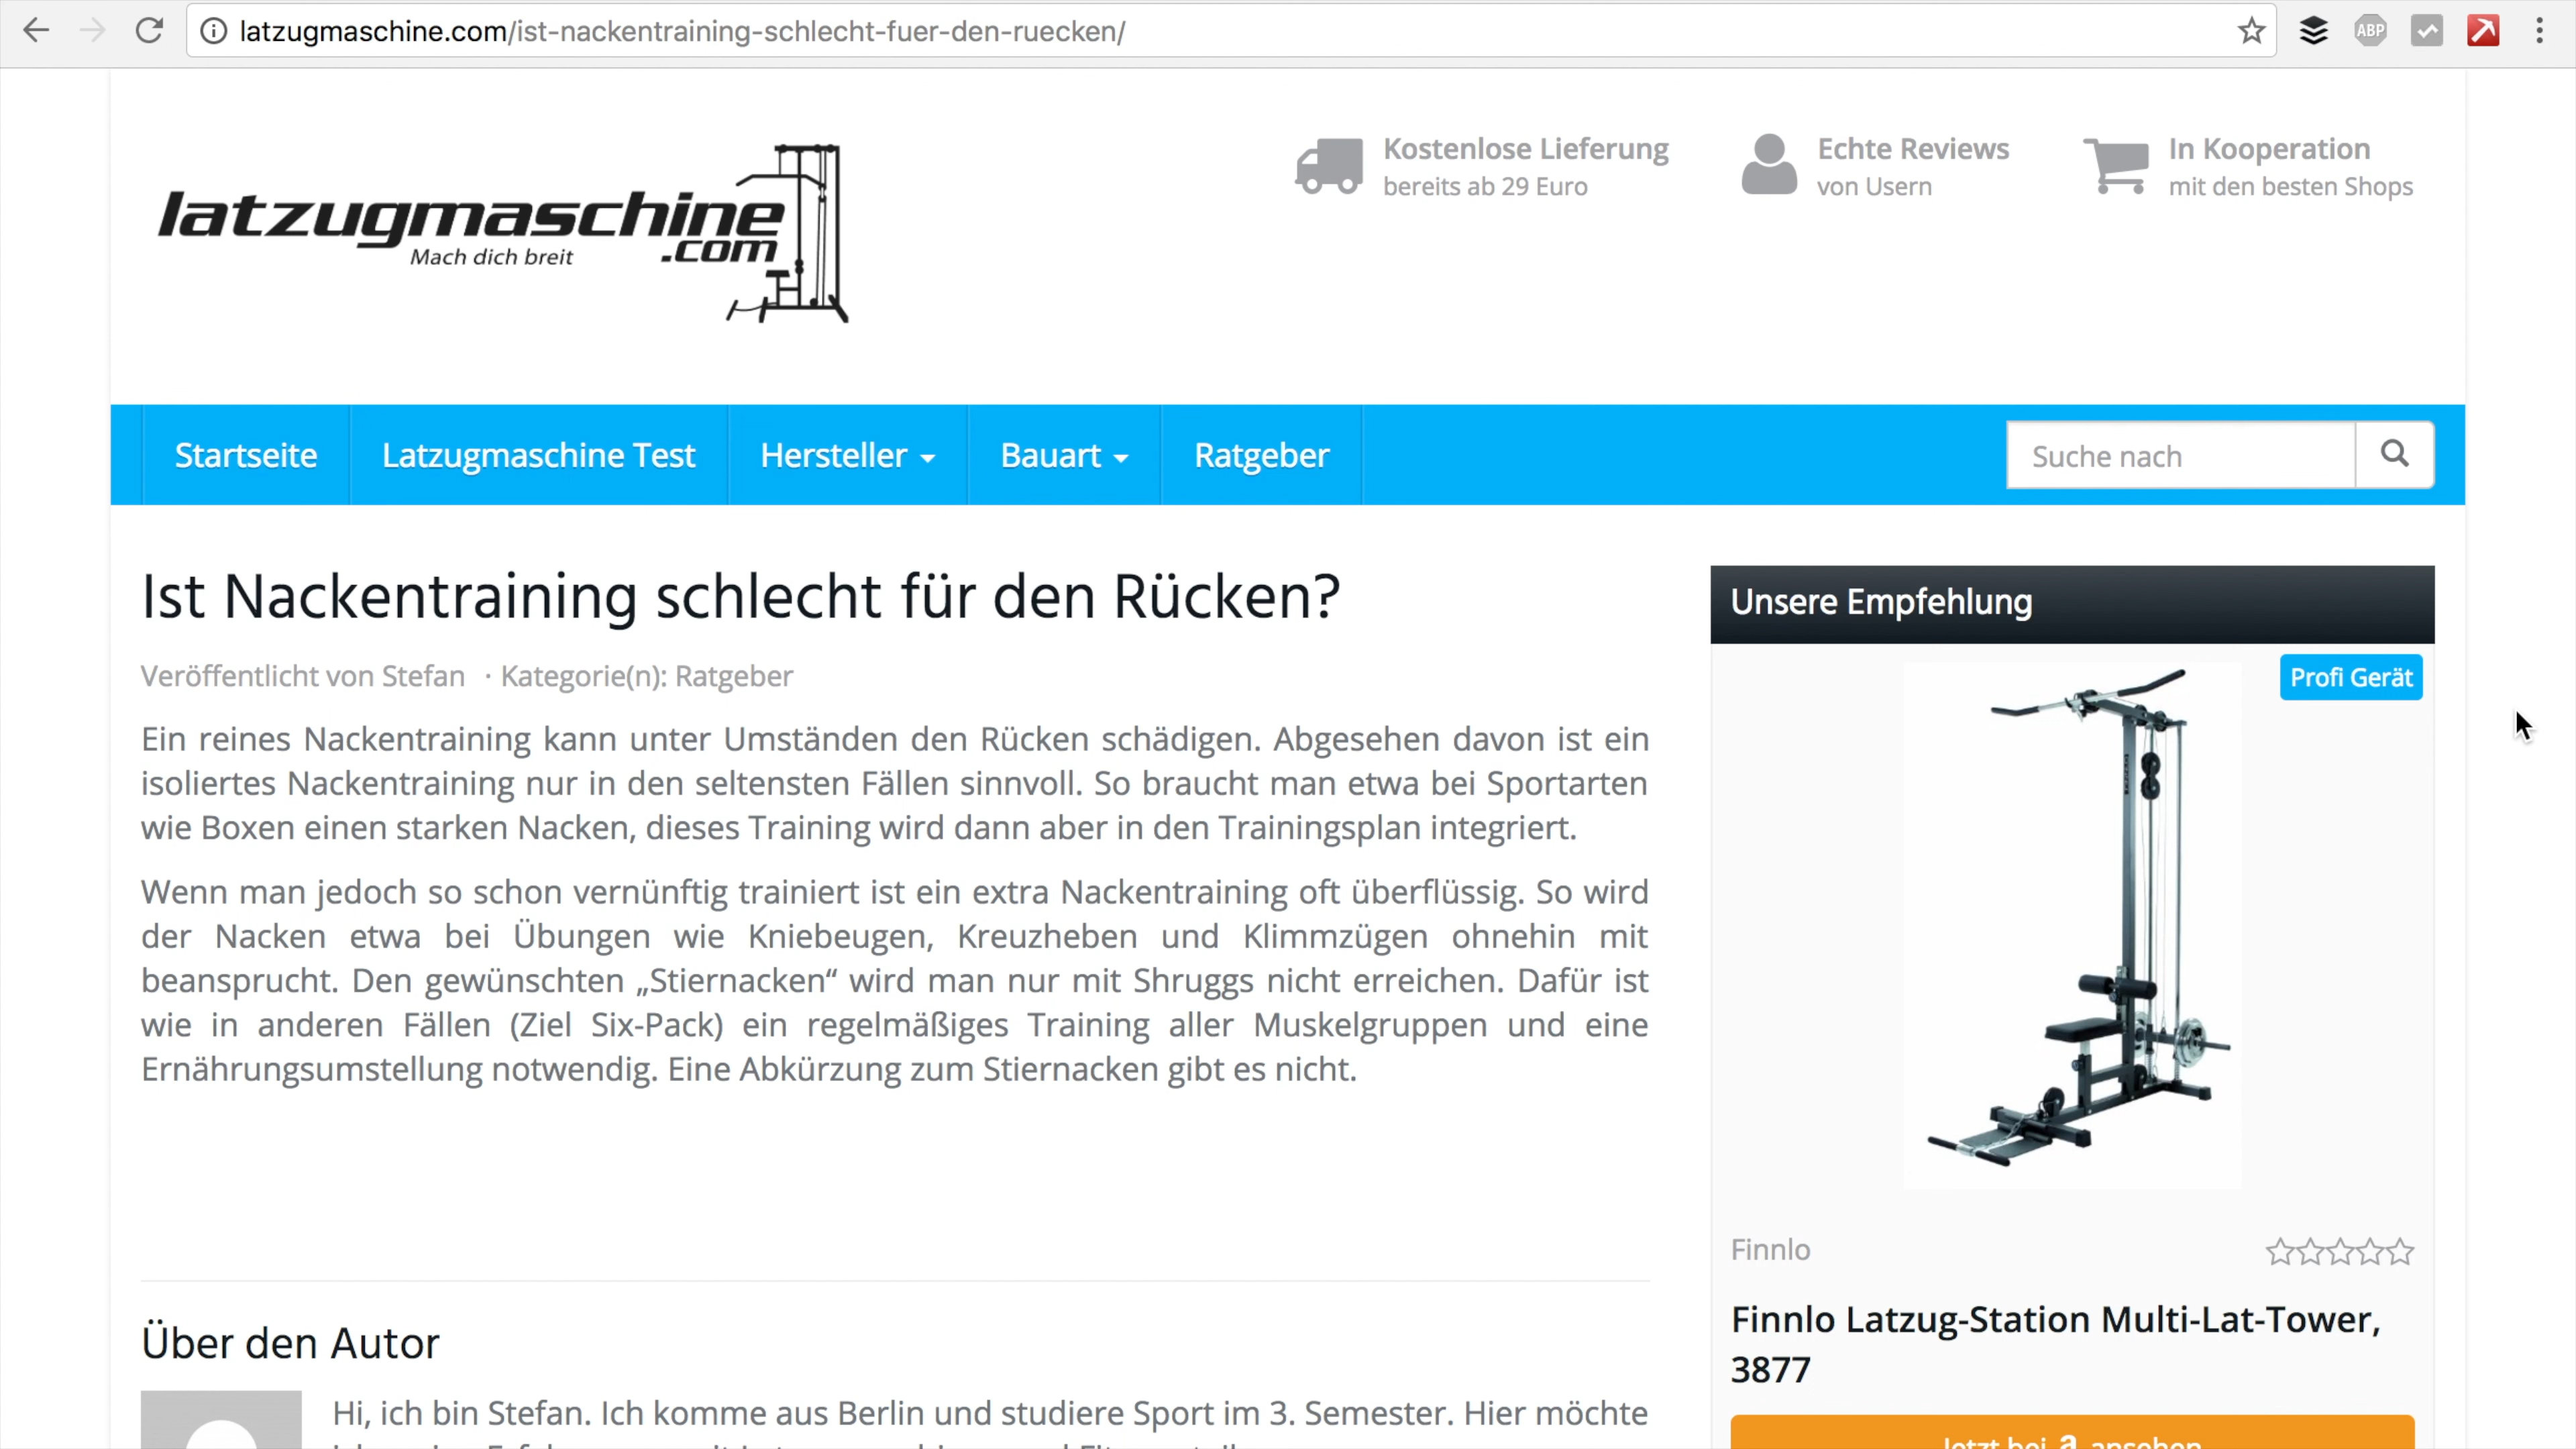 latzugmaschine.com/ist-nackentraining-schlecht-fuer-den-ruecken/
ABP
latzugmaschine
.com
Mach dich breit
Kostenlose Lieferung
bereits ab 29 Euro
Echte Reviews
von Usern
In Kooperation
mit den besten Shops
Startseite
Latzugmaschine Test
Hersteller
Bauart
Ratgeber
Suche nach
Ist Nackentraining schlecht für den Rücken?
Veröffentlicht von Stefan · Kategorie(n): Ratgeber
Ein reines Nackentraining kann unter Umständen den Rücken schädigen. Abgesehen davon ist ein
isoliertes Nackentraining nur in den seltensten Fällen sinnvoll. So braucht man etwa bei Sportarten
wie Boxen einen starken Nacken, dieses Training wird dann aber in den Trainingsplan integriert.
Wenn man jedoch so schon vernünftig trainiert ist ein extra Nackentraining oft überflüssig. So wird
der Nacken etwa bei Übungen wie Kniebeugen, Kreuzheben und Klimmzügen ohnehin mit
beansprucht. Den gewünschten „Stiernacken“ wird man nur mit Shruggs nicht erreichen. Dafür ist
wie in anderen Fällen (Ziel Six-Pack) ein regelmäßiges Training aller Muskelgruppen und eine
Ernährungsumstellung notwendig. Eine Abkürzung zum Stiernacken gibt es nicht.
Über den Autor
Hi, ich bin Stefan. Ich komme aus Berlin und studiere Sport im 3. Semester. Hier möchte
Unsere Empfehlung
Profi Gerät
Finnlo
Finnlo Latzug-Station Multi-Lat-Tower,
3877
Jetzt bei a ansehen